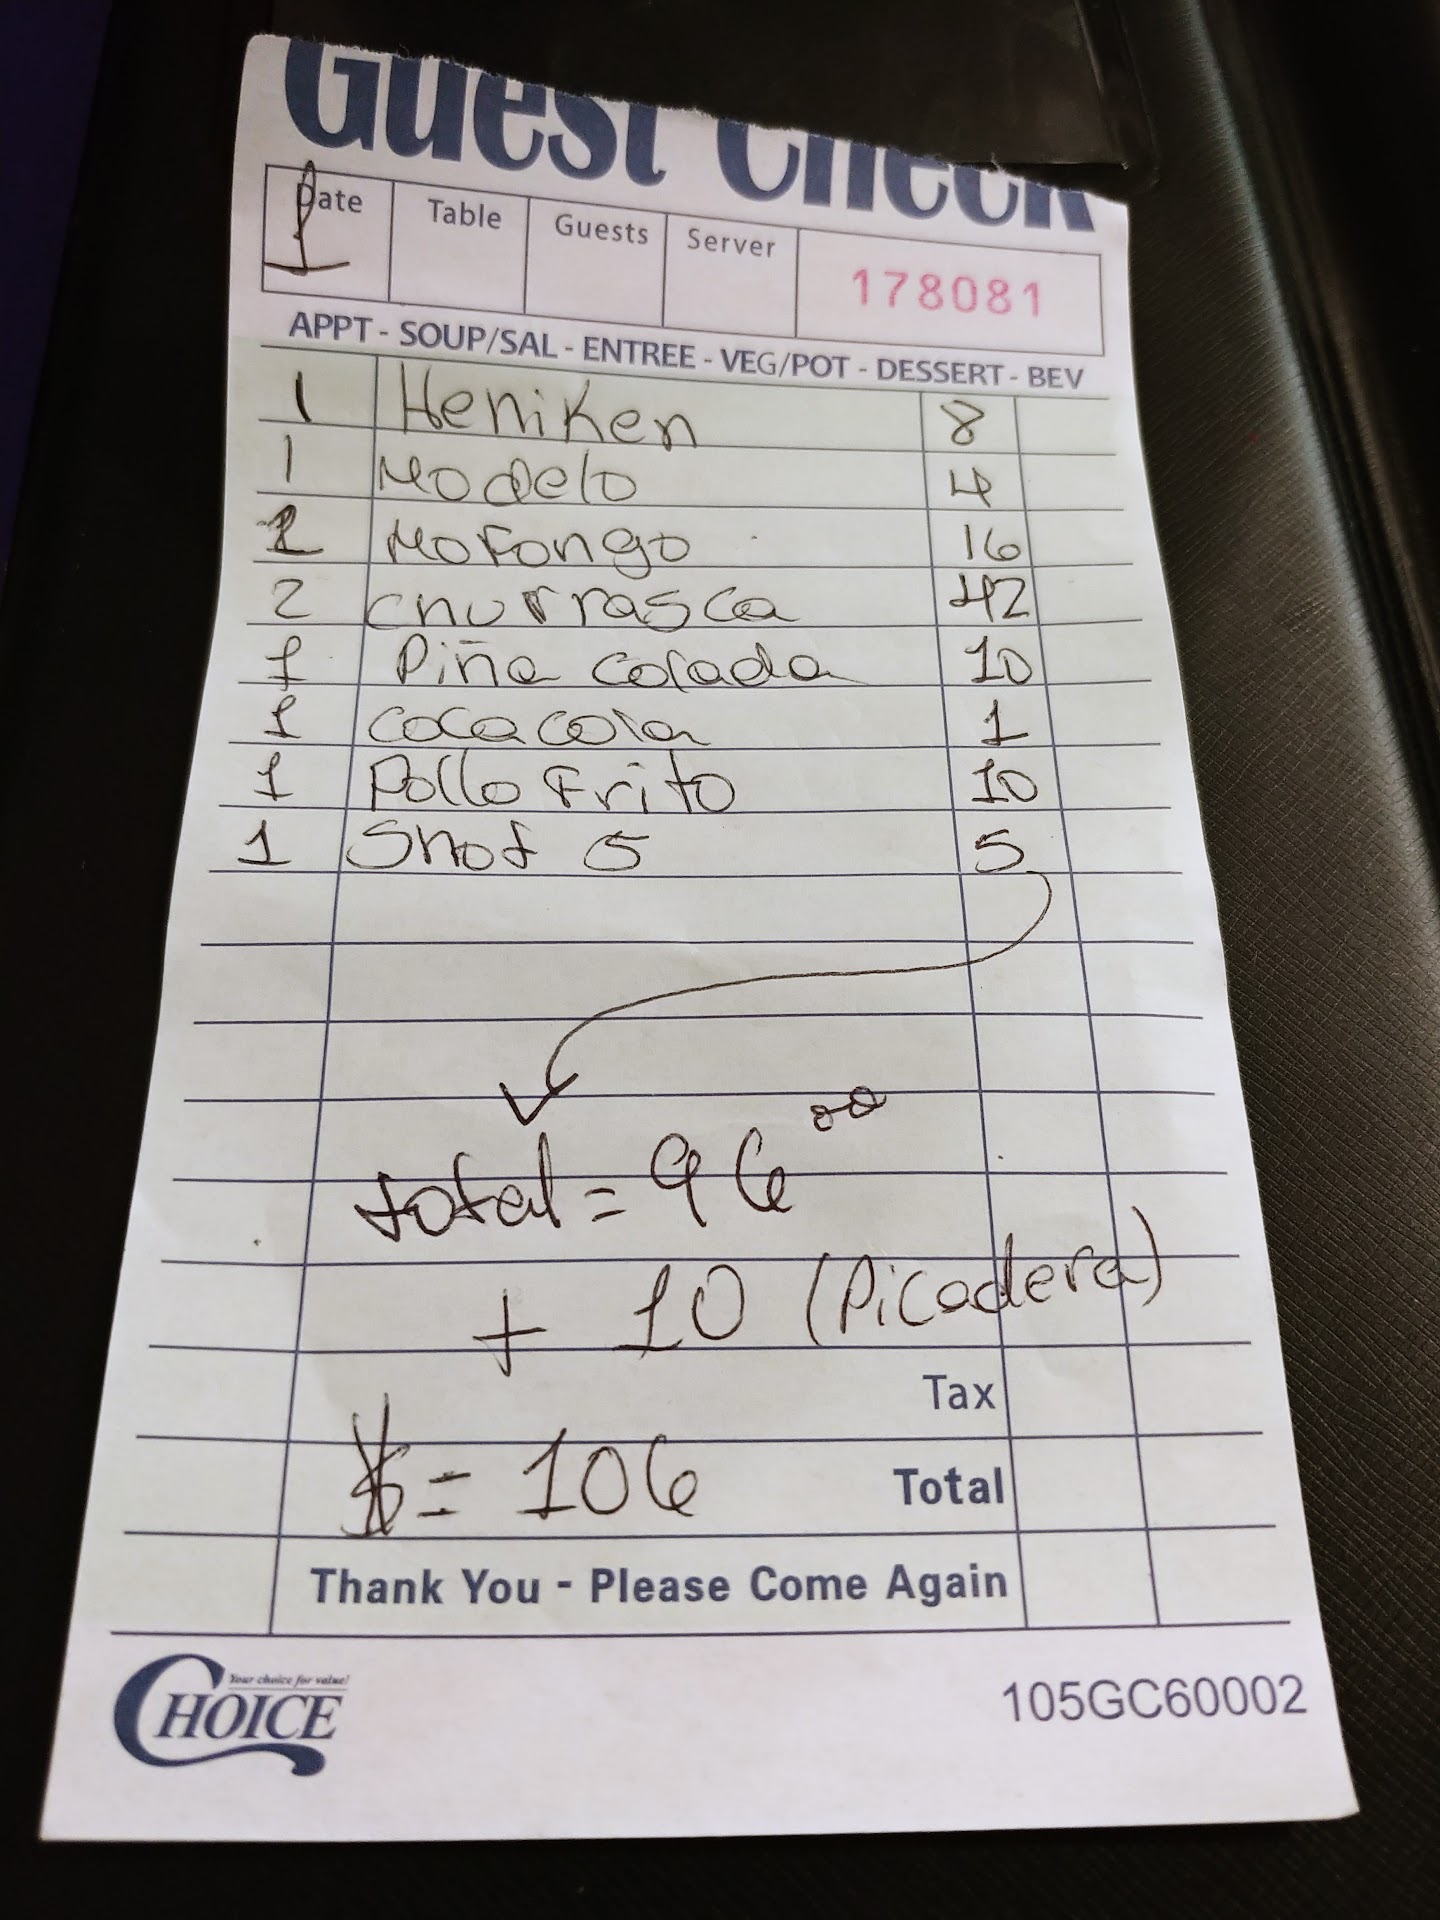 Guest Check
Date Table Guests Server 178081
1
APPT - SOUP/SAL - ENTREE - VEG/POT - DESSERT - BEV
1 Heniken 8
1 Modelo 4
1 Mofongo 16
2 churrasca 42
1 Piña Colada 10
1 coca cola 1
1 Pollo Frito 10
1 Shot 5 5
total = 96 00
+ 10 (Picadera)
Tax
$ = 106 Total
Thank You - Please Come Again
Your choice for value!
CHOICE 105GC60002